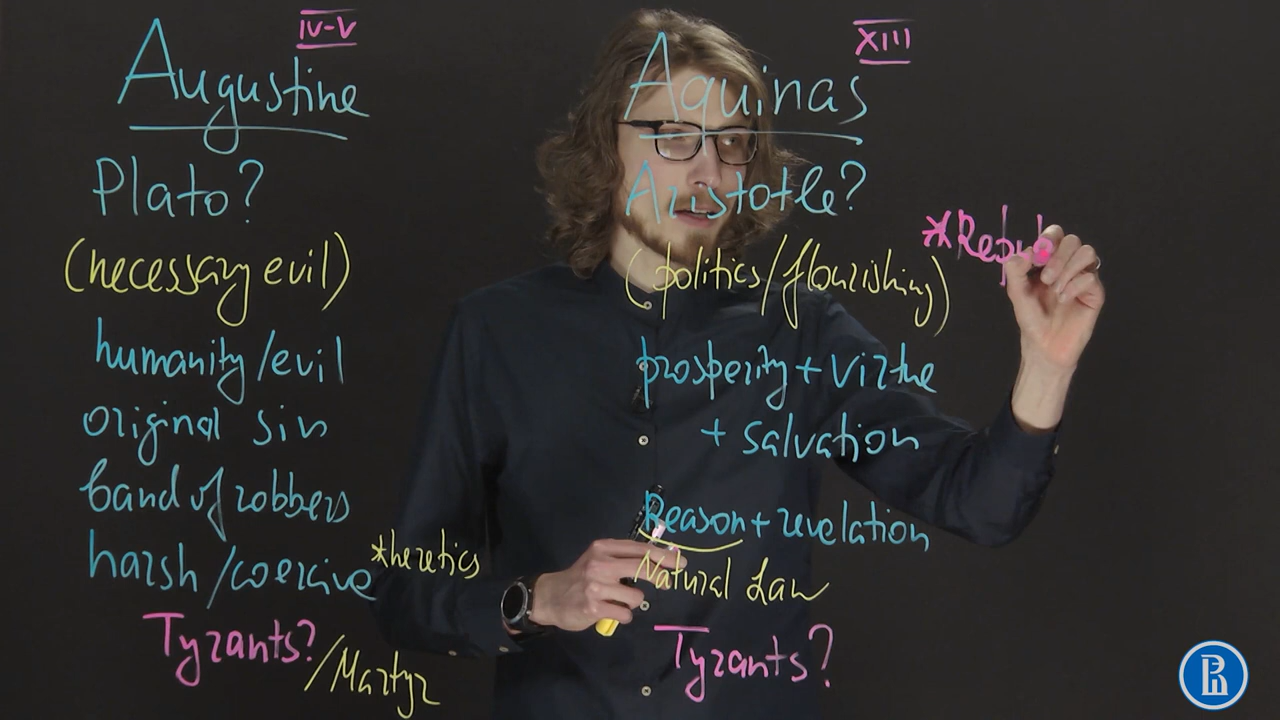 IV-V
Augustine
Plato?
(necessary evil)
humanity/evil
original sin
band of robbers
harsh/coercive *heretics
Tyrants?/Martyr
XIII
Aquinas
Aristotle?
*Repub
(politics/flourishing)
prosperity + virtue
+ salvation
Reason + revelation
Natural Law
Tyrants?